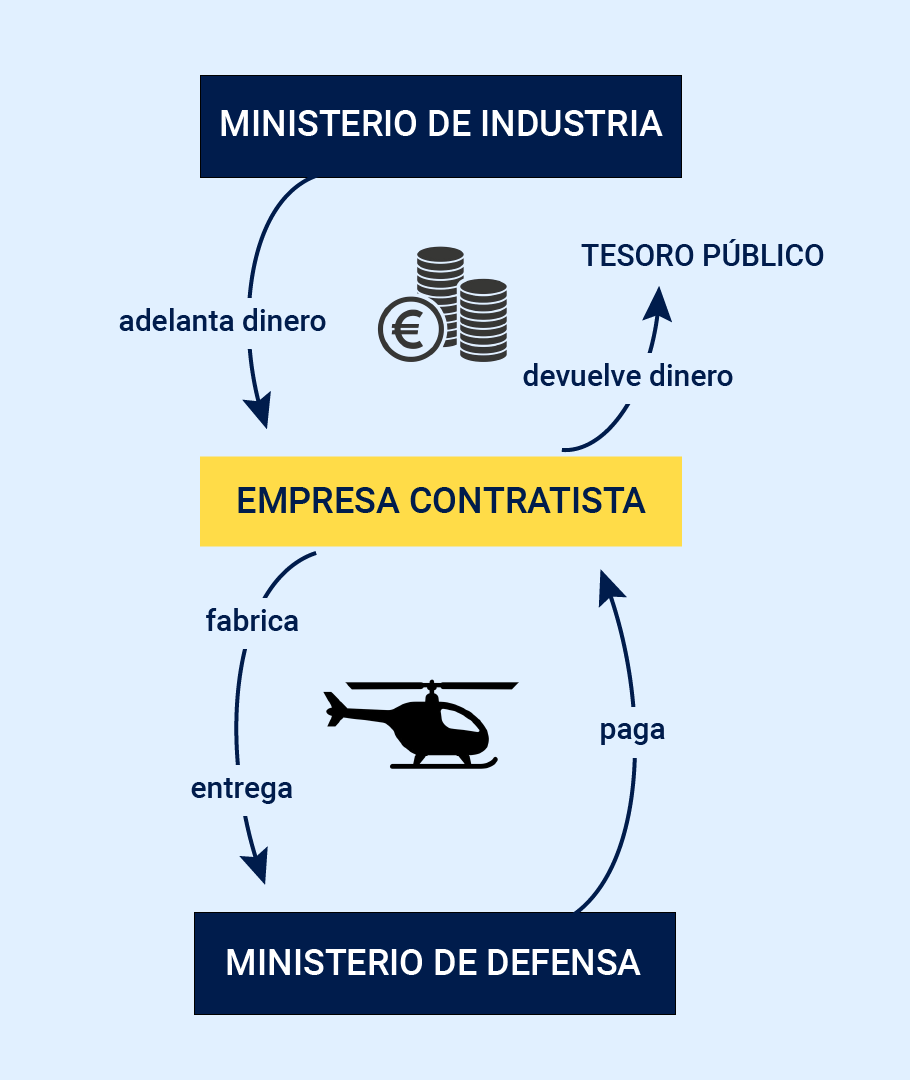 MINISTERIO DE INDUSTRIA
TESORO PÚBLICO
adelanta dinero
€
devuelve dinero
EMPRESA CONTRATISTA
fabrica
paga
entrega
MINISTERIO DE DEFENSA